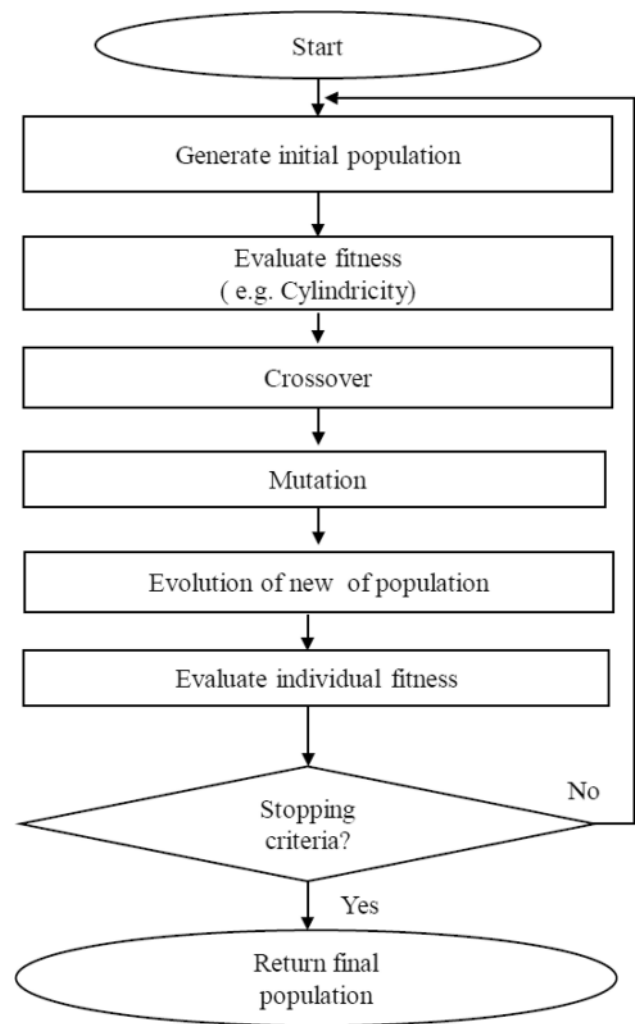 Start
Generate initial population
Evaluate fitness
( e.g. Cylindricity)
Crossover
Mutation
Evolution of new of population
Evaluate individual fitness
Stopping
criteria?
No
Yes
Return final
population